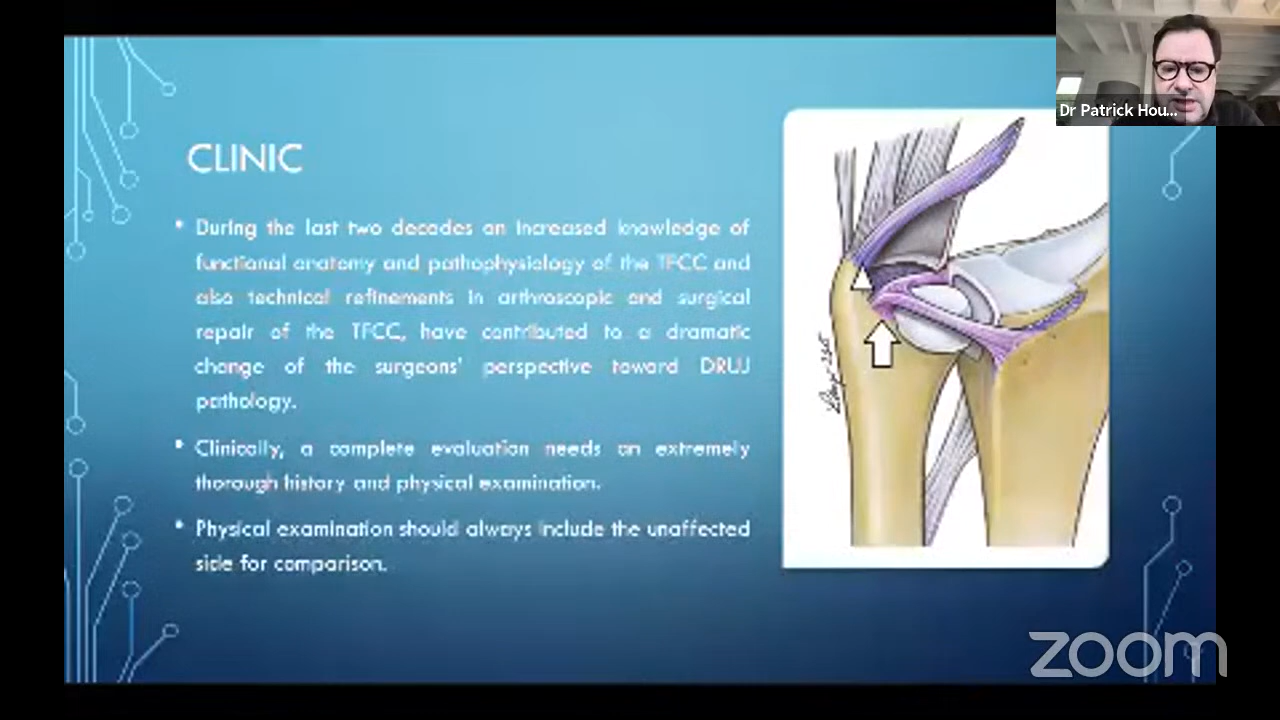 Dr Patrick Hou...
CLINIC
• During the last two decades an increased knowledge of
functional anatomy and pathophysiology of the TFCC and
also technical refinements in arthroscopic and surgical
repair of the TFCC, have contributed to a dramatic
change of the surgeons' perspective toward DRUJ
pathology.
• Clinically, a complete evaluation needs an extremely
thorough history and physical examination.
• Physical examination should always include the unaffected
side for comparison.
zoom